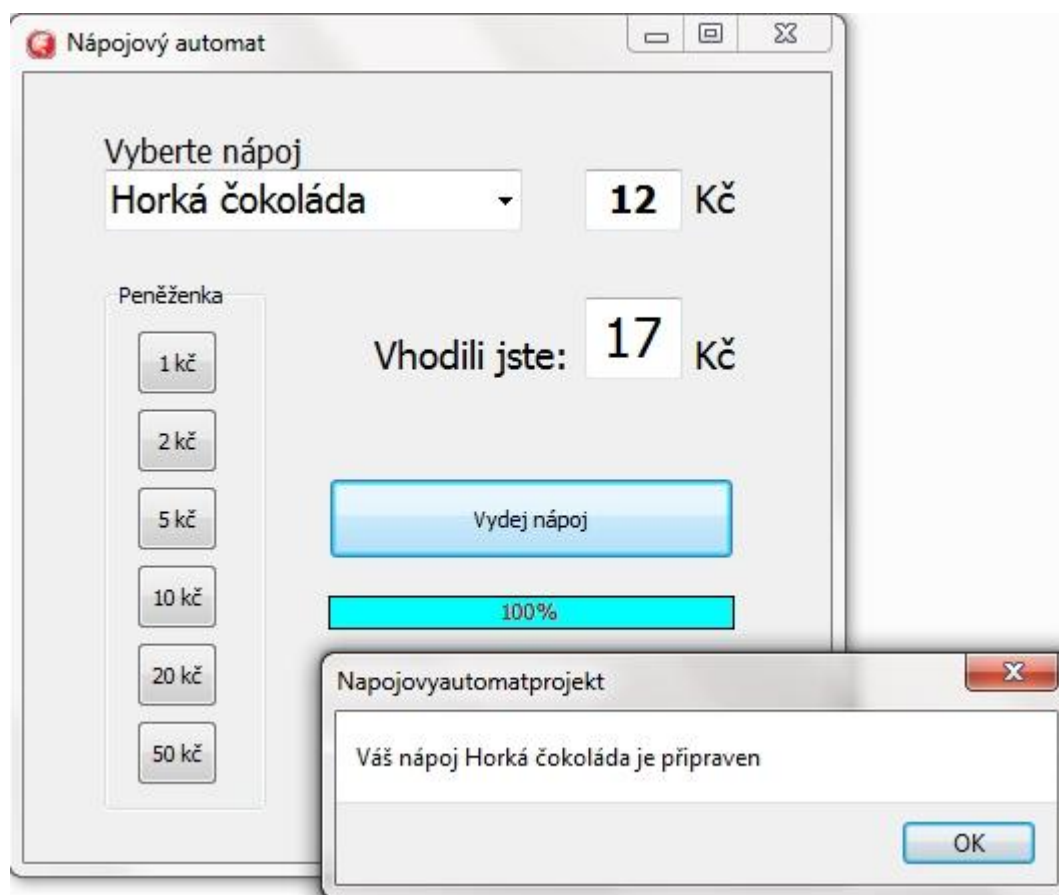 Nápojový automat
Vyberte nápoj
Horká čokoláda 12 Kč
Peněženka
Vhodili jste: 17 Kč
1 kč
2 kč
5 kč
Vydej nápoj
10 kč
100%
20 kč
50 kč
Napojovyautomatprojekt
Váš nápoj Horká čokoláda je připraven
OK